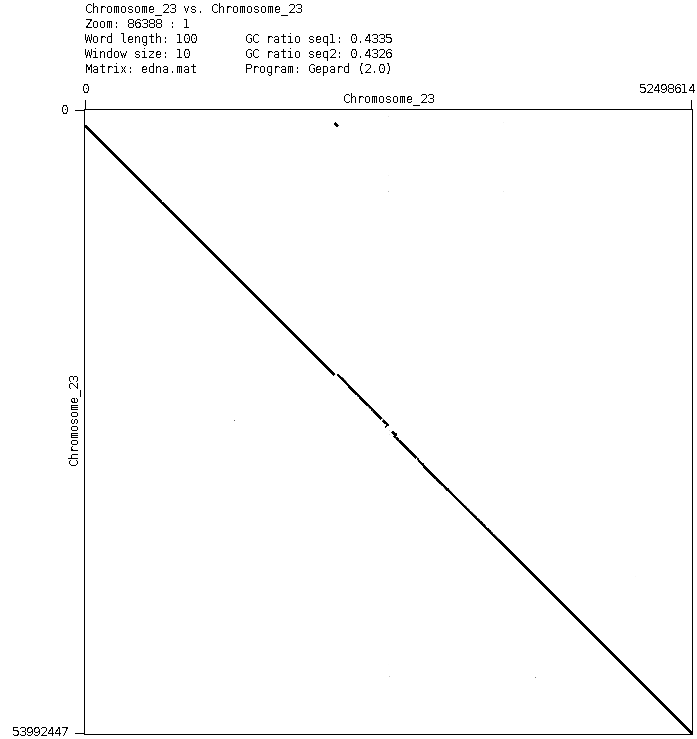 Chromosome_23 vs. Chromosome_23
Zoom: 86388 : 1
Word length: 100 GC ratio seq1: 0.4335
Window size: 10 GC ratio seq2: 0.4326
Matrix: edna.mat Program: Gepard (2.0)
0 52498614
Chromosome_23
0
Chromosome_23
53992447